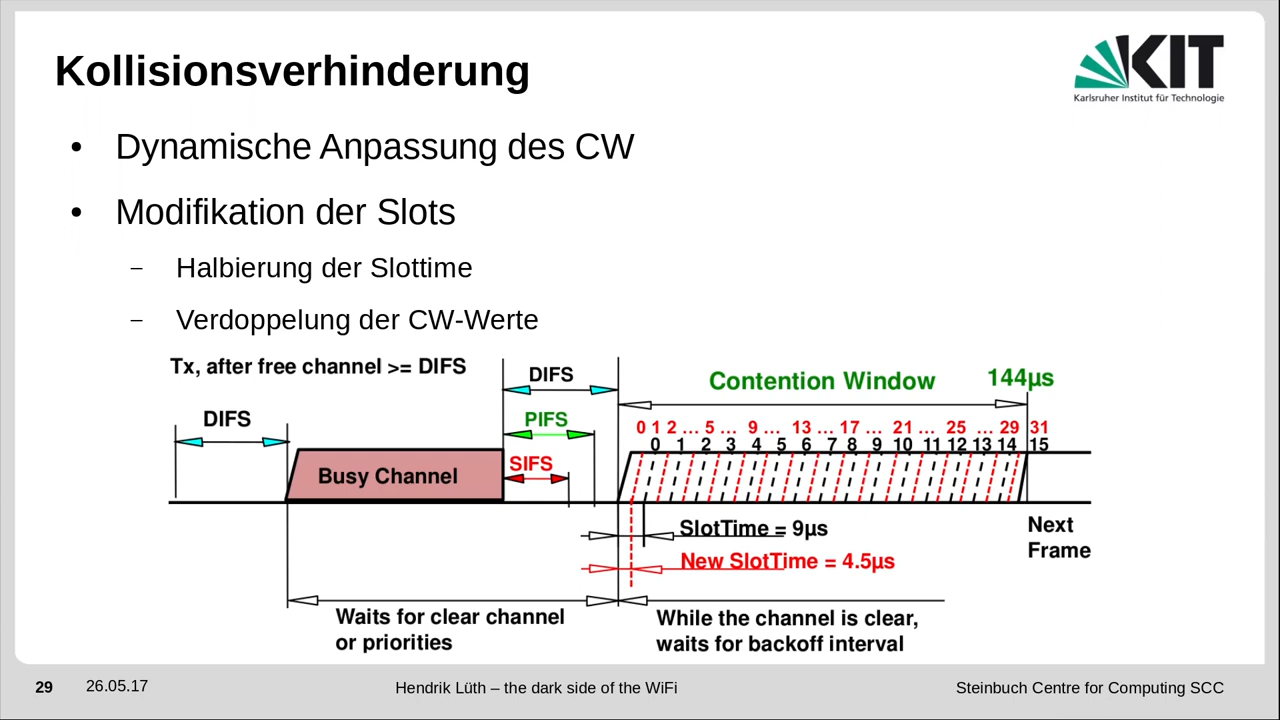 Kollisionsverhinderung
KIT
Karlsruher Institut für Technologie
• Dynamische Anpassung des CW
• Modifikation der Slots
– Halbierung der Slottime
– Verdoppelung der CW-Werte
Tx, after free channel >= DIFS
DIFS
Contention Window 144µs
DIFS
PIFS
0 1 2 ... 5 ... 9 ... 13 ... 17 ... 21 ... 25 ... 29 31
0 1 2 3 4 5 6 7 8 9 10 11 12 13 14 15
Busy Channel
SIFS
SlotTime = 9µs
New SlotTime = 4.5µs
Next
Frame
Waits for clear channel
or priorities
While the channel is clear,
waits for backoff interval
29 26.05.17 Hendrik Lüth – the dark side of the WiFi Steinbuch Centre for Computing SCC